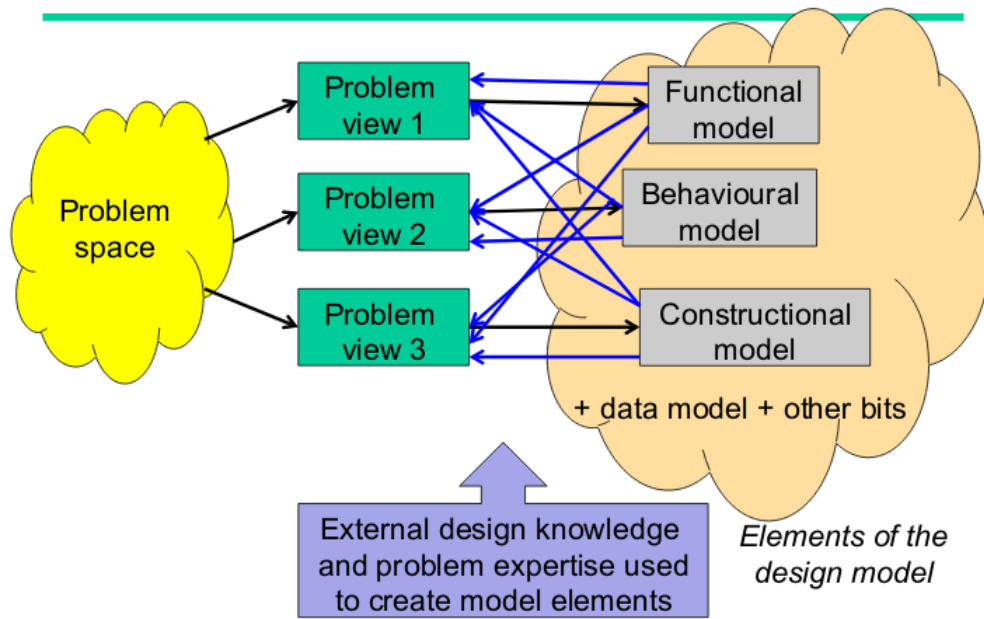 Problem
space
Problem
view 1
Problem
view 2
Problem
view 3
Functional
model
Behavioural
model
Constructional
model
+ data model + other bits
External design knowledge
and problem expertise used
to create model elements
Elements of the
design model